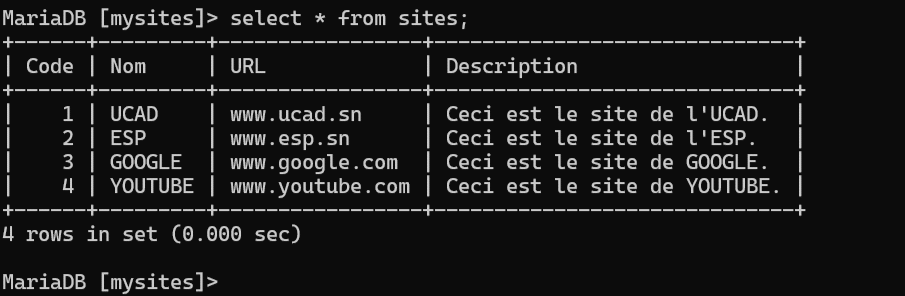 MariaDB [mysites]> select * from sites;
+------+---------+-----------------+------------------------------+
| Code | Nom     | URL             | Description                  |
+------+---------+-----------------+------------------------------+
|    1 | UCAD    | www.ucad.sn     | Ceci est le site de l'UCAD.  |
|    2 | ESP     | www.esp.sn      | Ceci est le site de l'ESP.   |
|    3 | GOOGLE  | www.google.com  | Ceci est le site de GOOGLE.  |
|    4 | YOUTUBE | www.youtube.com | Ceci est le site de YOUTUBE. |
+------+---------+-----------------+------------------------------+
4 rows in set (0.000 sec)
MariaDB [mysites]>